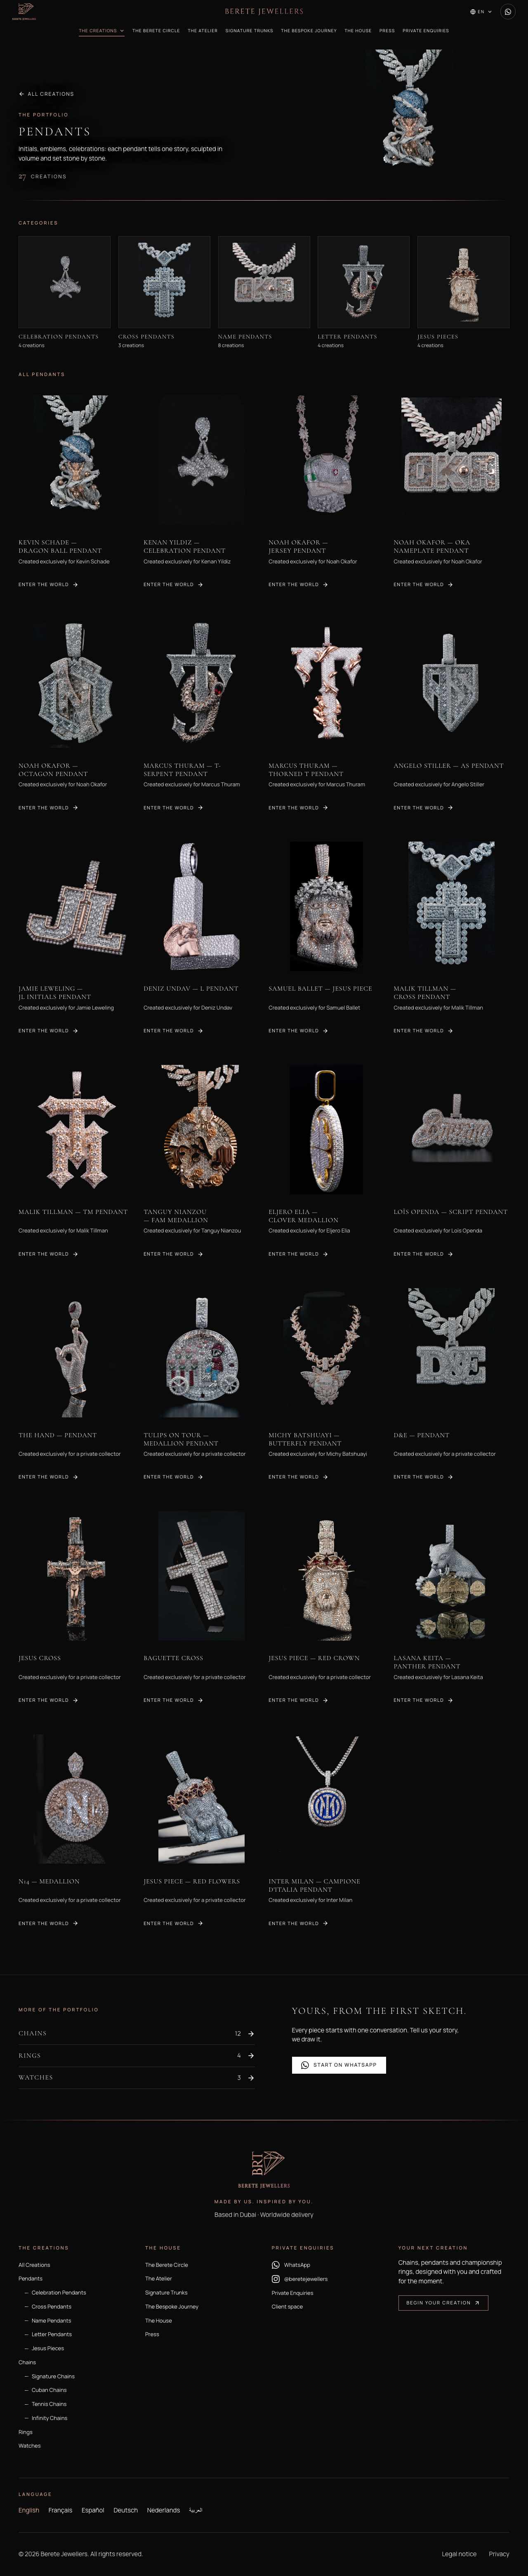 BERETE JEWELLERS
EN
THE CREATIONS
THE BERETE CIRCLE
THE ATELIER
SIGNATURE TRUNKS
THE BESPOKE JOURNEY
THE HOUSE
PRESS
PRIVATE ENQUIRIES
ALL CREATIONS
THE PORTFOLIO
PENDANTS
Initials, emblems, celebrations: each pendant tells one story, sculpted in
volume and set stone by stone.
27 CREATIONS
CATEGORIES
CELEBRATION PENDANTS
4 creations
CROSS PENDANTS
3 creations
NAME PENDANTS
8 creations
LETTER PENDANTS
4 creations
JESUS PIECES
4 creations
ALL PENDANTS
KEVIN SCHADE —
DRAGON BALL PENDANT
Created exclusively for Kevin Schade
ENTER THE WORLD
KENAN YILDIZ —
CELEBRATION PENDANT
Created exclusively for Kenan Yildiz
ENTER THE WORLD
NOAH OKAFOR —
JERSEY PENDANT
Created exclusively for Noah Okafor
ENTER THE WORLD
NOAH OKAFOR — OKA
NAMEPLATE PENDANT
Created exclusively for Noah Okafor
ENTER THE WORLD
NOAH OKAFOR —
OCTAGON PENDANT
Created exclusively for Noah Okafor
ENTER THE WORLD
MARCUS THURAM — T-
SERPENT PENDANT
Created exclusively for Marcus Thuram
ENTER THE WORLD
MARCUS THURAM —
THORNED T PENDANT
Created exclusively for Marcus Thuram
ENTER THE WORLD
ANGELO STILLER — AS PENDANT
Created exclusively for Angelo Stiller
ENTER THE WORLD
JL
JAMIE LEWELING —
JL INITIALS PENDANT
Created exclusively for Jamie Leweling
ENTER THE WORLD
DENIZ UNDAV — L PENDANT
Created exclusively for Deniz Undav
ENTER THE WORLD
SAMUEL BALLET — JESUS PIECE
Created exclusively for Samuel Ballet
ENTER THE WORLD
MALIK TILLMAN —
CROSS PENDANT
Created exclusively for Malik Tillman
ENTER THE WORLD
MALIK TILLMAN — TM PENDANT
Created exclusively for Malik Tillman
ENTER THE WORLD
TANGUY NIANZOU
— FAM MEDALLION
Created exclusively for Tanguy Nianzou
ENTER THE WORLD
ELJERO ELIA —
CLOVER MEDALLION
Created exclusively for Eljero Elia
ENTER THE WORLD
LOÏS OPENDA — SCRIPT PENDANT
Created exclusively for Loïs Openda
ENTER THE WORLD
THE HAND — PENDANT
Created exclusively for a private collector
ENTER THE WORLD
TULIPS ON TOUR —
MEDALLION PENDANT
Created exclusively for a private collector
ENTER THE WORLD
MICHY BATSHUAYI —
BUTTERFLY PENDANT
Created exclusively for Michy Batshuayi
ENTER THE WORLD
D&E
D&E — PENDANT
Created exclusively for a private collector
ENTER THE WORLD
JESUS CROSS
Created exclusively for a private collector
ENTER THE WORLD
BAGUETTE CROSS
Created exclusively for a private collector
ENTER THE WORLD
JESUS PIECE — RED CROWN
Created exclusively for a private collector
ENTER THE WORLD
LASANA KEITA —
PANTHER PENDANT
Created exclusively for Lasana Keita
ENTER THE WORLD
N14 — MEDALLION
Created exclusively for a private collector
ENTER THE WORLD
JESUS PIECE — RED FLOWERS
Created exclusively for a private collector
ENTER THE WORLD
INTER MILAN — CAMPIONE
D'ITALIA PENDANT
Created exclusively for Inter Milan
ENTER THE WORLD
MORE OF THE PORTFOLIO
CHAINS 12
RINGS 4
WATCHES 3
YOURS, FROM THE FIRST SKETCH.
Every piece starts with one conversation. Tell us your story,
we draw it.
START ON WHATSAPP
BRT
BERETE JEWELLERS
MADE BY US. INSPIRED BY YOU.
Based in Dubai · Worldwide delivery
THE CREATIONS
All Creations
Pendants
— Celebration Pendants
— Cross Pendants
— Name Pendants
— Letter Pendants
— Jesus Pieces
Chains
— Signature Chains
— Cuban Chains
— Tennis Chains
— Infinity Chains
Rings
Watches
THE HOUSE
The Berete Circle
The Atelier
Signature Trunks
The Bespoke Journey
The House
Press
PRIVATE ENQUIRIES
WhatsApp
@beretejewellers
Private Enquiries
Client space
YOUR NEXT CREATION
Chains, pendants and championship
rings, designed with you and crafted
for the moment.
BEGIN YOUR CREATION
LANGUAGE
English Français Español Deutsch Nederlands العربية
© 2026 Berete Jewellers. All rights reserved.
Legal notice Privacy